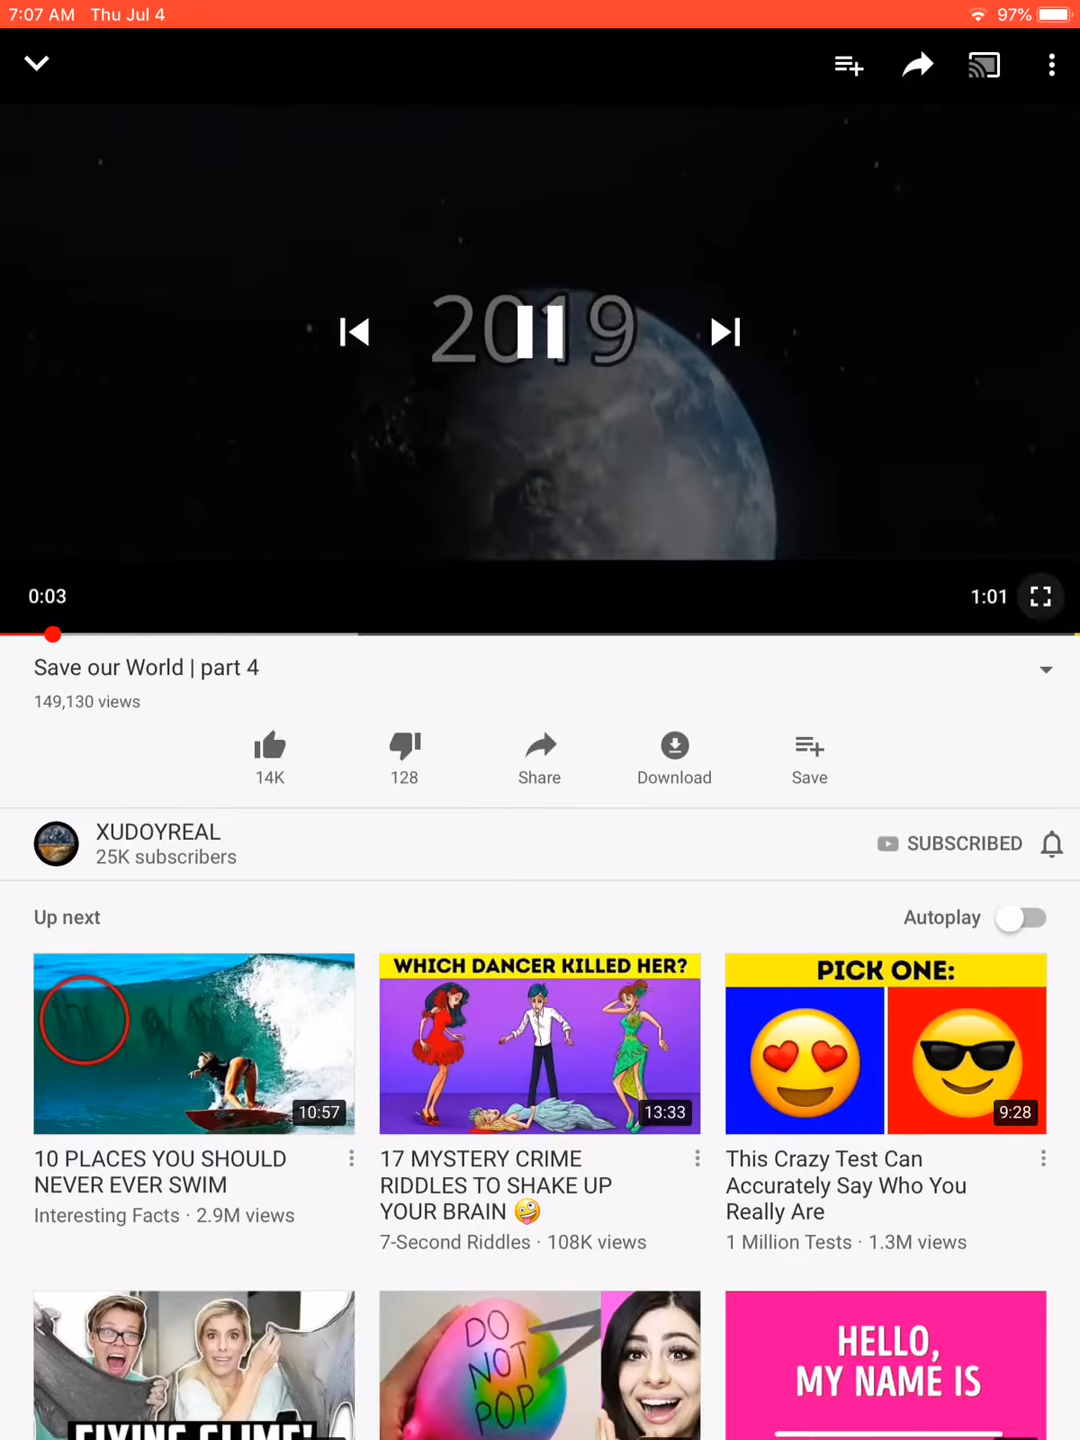 7:07 AM Thu Jul 4
97%
2019
0:03
1:01
Save our World | part 4
149,130 views
14K
128
Share
Download
Save
XUDOYREAL
25K subscribers
SUBSCRIBED
Up next
Autoplay
10:57
10 PLACES YOU SHOULD
NEVER EVER SWIM
Interesting Facts · 2.9M views
WHICH DANCER KILLED HER?
13:33
17 MYSTERY CRIME
RIDDLES TO SHAKE UP
YOUR BRAIN 🤪
7-Second Riddles · 108K views
PICK ONE:
9:28
This Crazy Test Can
Accurately Say Who You
Really Are
1 Million Tests · 1.3M views
DO
NOT
POP
HELLO,
MY NAME IS